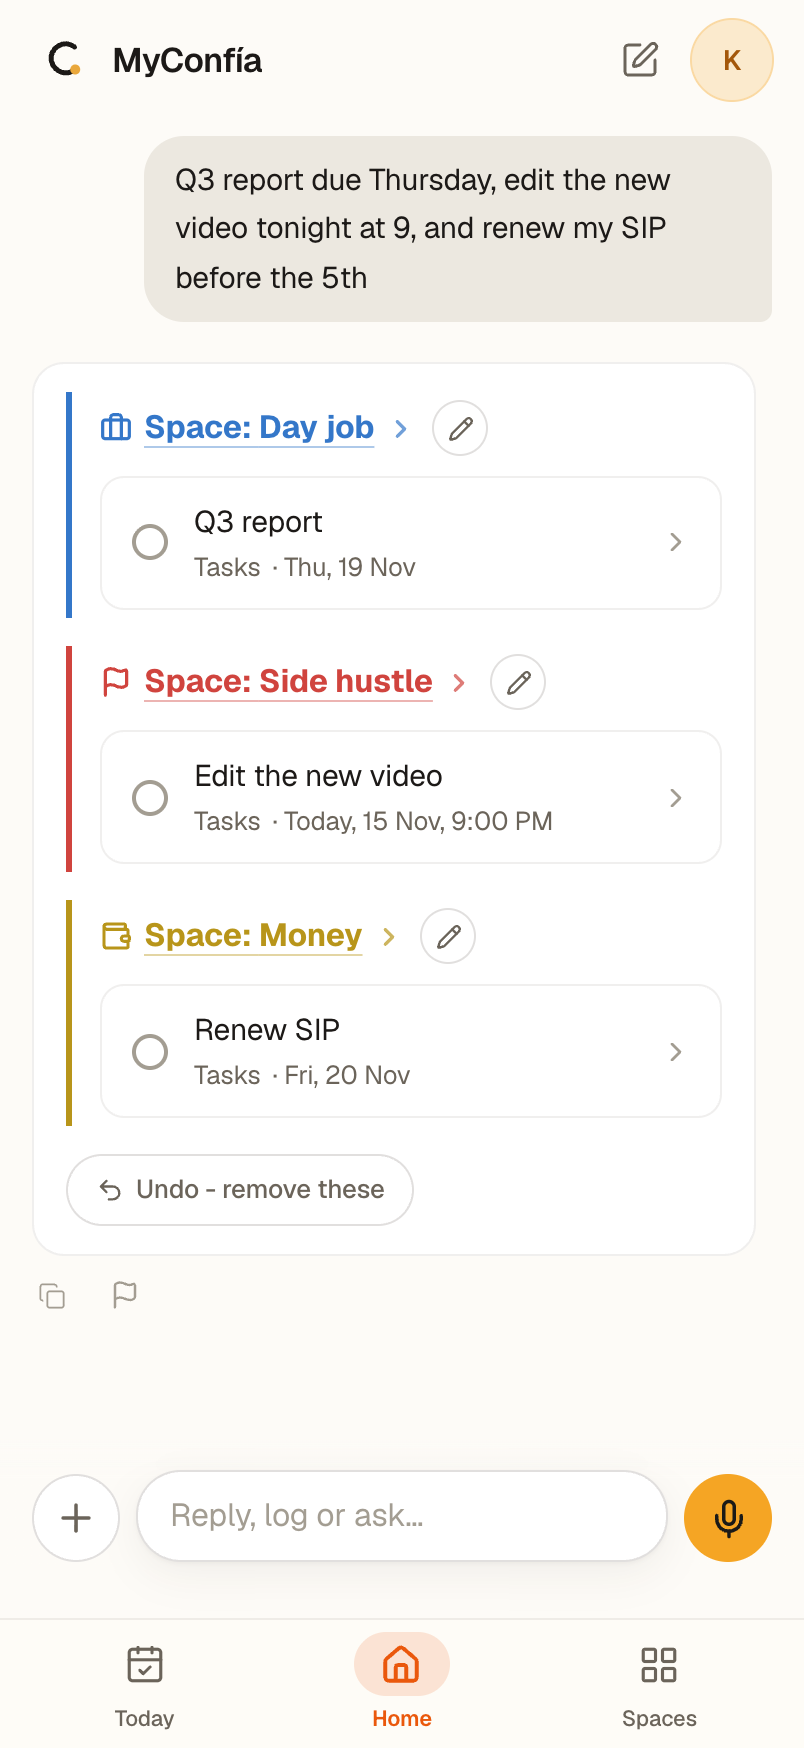 MyConfía
K
Q3 report due Thursday, edit the new
video tonight at 9, and renew my SIP
before the 5th
Space: Day job
Q3 report
Tasks · Thu, 19 Nov
Space: Side hustle
Edit the new video
Tasks · Today, 15 Nov, 9:00 PM
Space: Money
Renew SIP
Tasks · Fri, 20 Nov
Undo - remove these
Reply, log or ask...
Today
Home
Spaces